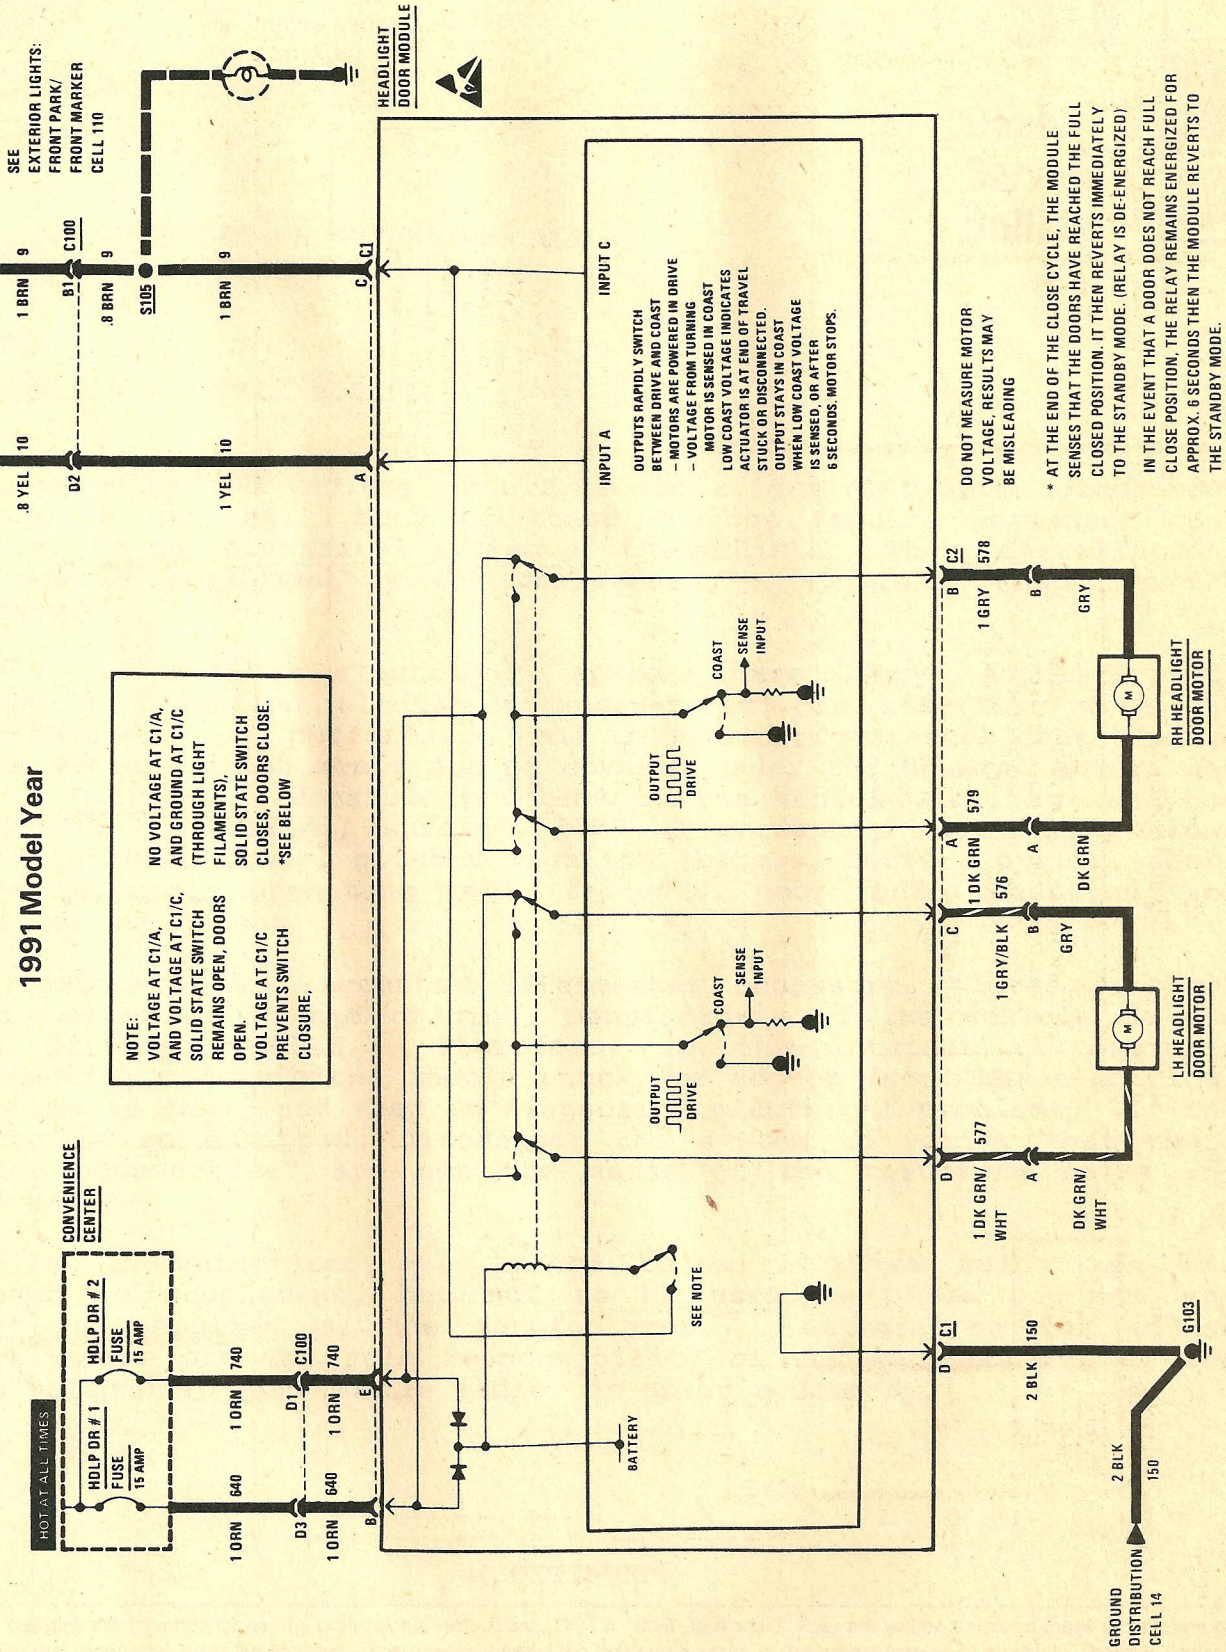 1991 Model Year
HOT AT ALL TIMES
CONVENIENCE
CENTER
HDLP DR # 1
FUSE
15 AMP
HDLP DR # 2
FUSE
15 AMP
1 ORN 640
1 ORN 740
D3
D1
C100
1 ORN 640
1 ORN 740
B
E
NOTE:
VOLTAGE AT C1/A,
AND VOLTAGE AT C1/C,
SOLID STATE SWITCH
REMAINS OPEN, DOORS
OPEN.
VOLTAGE AT C1/C
PREVENTS SWITCH
CLOSURE,
NO VOLTAGE AT C1/A,
AND GROUND AT C1/C
(THROUGH LIGHT
FILAMENTS),
SOLID STATE SWITCH
CLOSES, DOORS CLOSE.
*SEE BELOW
.8 YEL 10
1 BRN 9
D2
B1
C100
.8 BRN 9
S105
1 YEL 10
1 BRN 9
A
C
C1
SEE
EXTERIOR LIGHTS:
FRONT PARK/
FRONT MARKER
CELL 110
HEADLIGHT
DOOR MODULE
BATTERY
SEE NOTE
OUTPUT
DRIVE
COAST
SENSE
INPUT
OUTPUT
DRIVE
COAST
SENSE
INPUT
INPUT A
INPUT C
OUTPUTS RAPIDLY SWITCH
BETWEEN DRIVE AND COAST
– MOTORS ARE POWERED IN DRIVE
– VOLTAGE FROM TURNING
MOTOR IS SENSED IN COAST
LOW COAST VOLTAGE INDICATES
ACTUATOR IS AT END OF TRAVEL
STUCK OR DISCONNECTED.
OUTPUT STAYS IN COAST
WHEN LOW COAST VOLTAGE
IS SENSED, OR AFTER
6 SECONDS. MOTOR STOPS.
D
C1
2 BLK 150
G103
2 BLK
150
GROUND
DISTRIBUTION
CELL 14
D
1 DK GRN/
WHT
577
A
DK GRN/
WHT
C
1 GRY/BLK 576
B
GRY
M
LH HEADLIGHT
DOOR MOTOR
A
1 DK GRN 579
A
DK GRN
B
C2
1 GRY 578
B
GRY
M
RH HEADLIGHT
DOOR MOTOR
DO NOT MEASURE MOTOR
VOLTAGE, RESULTS MAY
BE MISLEADING
* AT THE END OF THE CLOSE CYCLE, THE MODULE
SENSES THAT THE DOORS HAVE REACHED THE FULL
CLOSED POSITION. IT THEN REVERTS IMMEDIATELY
TO THE STANDBY MODE. (RELAY IS DE-ENERGIZED)
IN THE EVENT THAT A DOOR DOES NOT REACH FULL
CLOSE POSITION, THE RELAY REMAINS ENERGIZED FOR
APPROX. 6 SECONDS THEN THE MODULE REVERTS TO
THE STANDBY MODE.